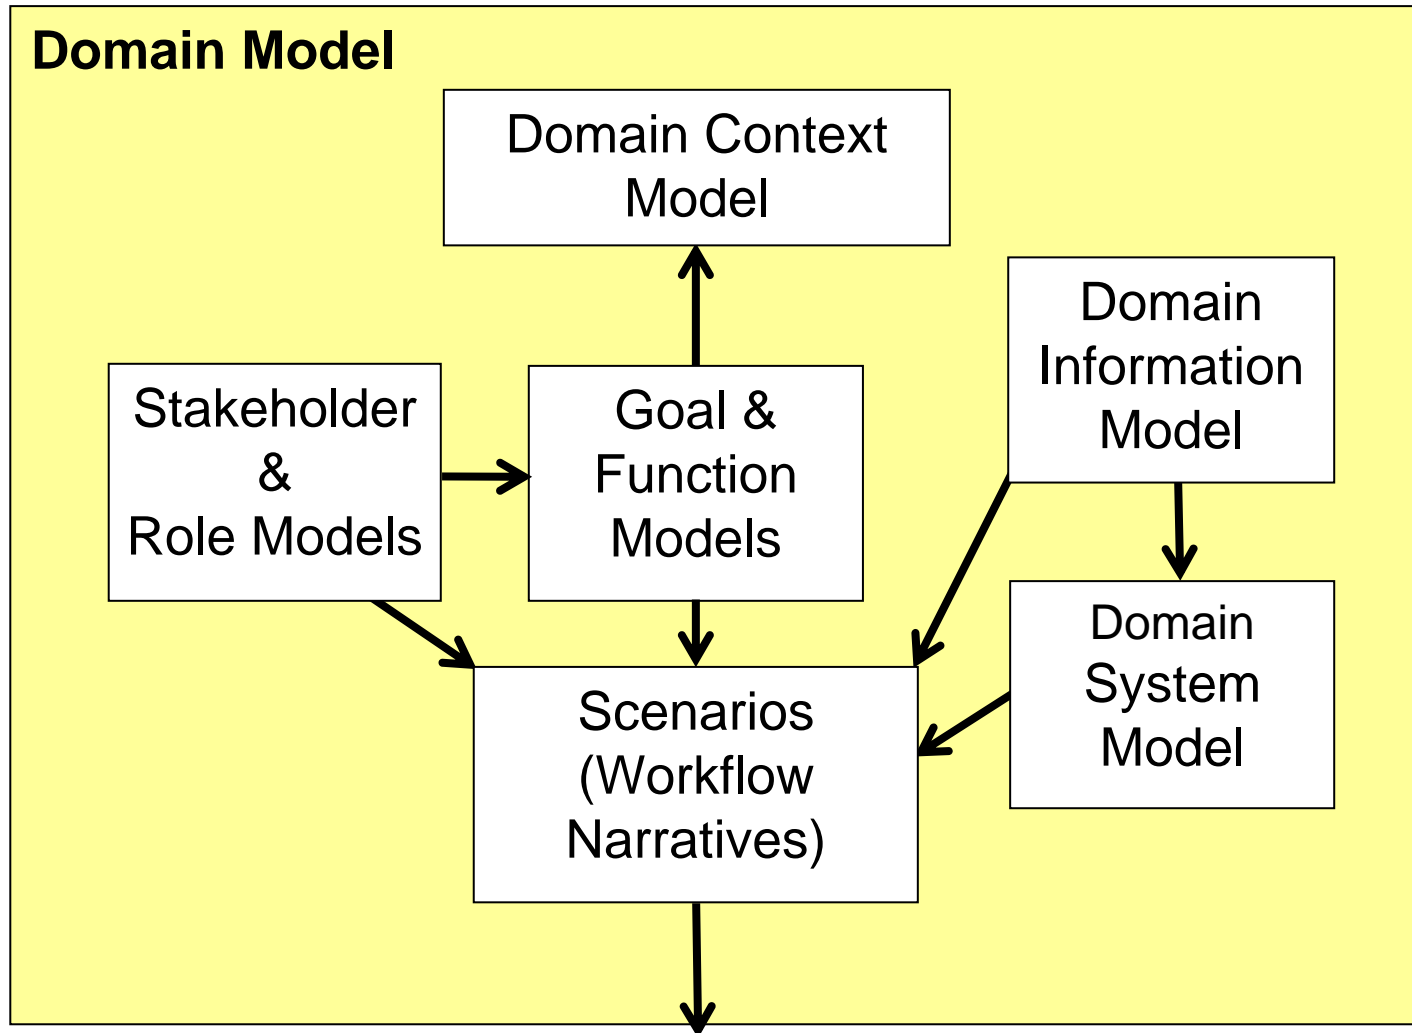 Domain Model
Domain Context
Model
Domain
Information
Model
Stakeholder
&
Role Models
Goal &
Function
Models
Domain
System
Model
Scenarios
(Workflow
Narratives)